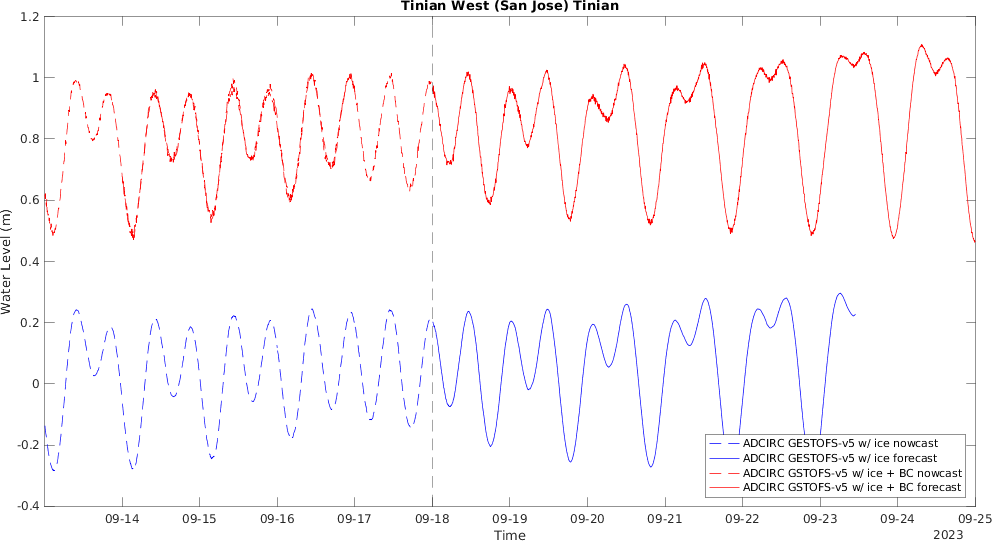 Tinian West (San Jose) Tinian
1.2
1
0.8
0.6
0.4
0.2
0
-0.2
-0.4
Water Level (m)
ADCIRC GESTOFS-v5 w/ ice nowcast
ADCIRC GESTOFS-v5 w/ ice forecast
ADCIRC GSTOFS-v5 w/ ice + BC nowcast
ADCIRC GSTOFS-v5 w/ ice + BC forecast
09-14 09-15 09-16 09-17 09-18 09-19 09-20 09-21 09-22 09-23 09-24 09-25
Time
2023